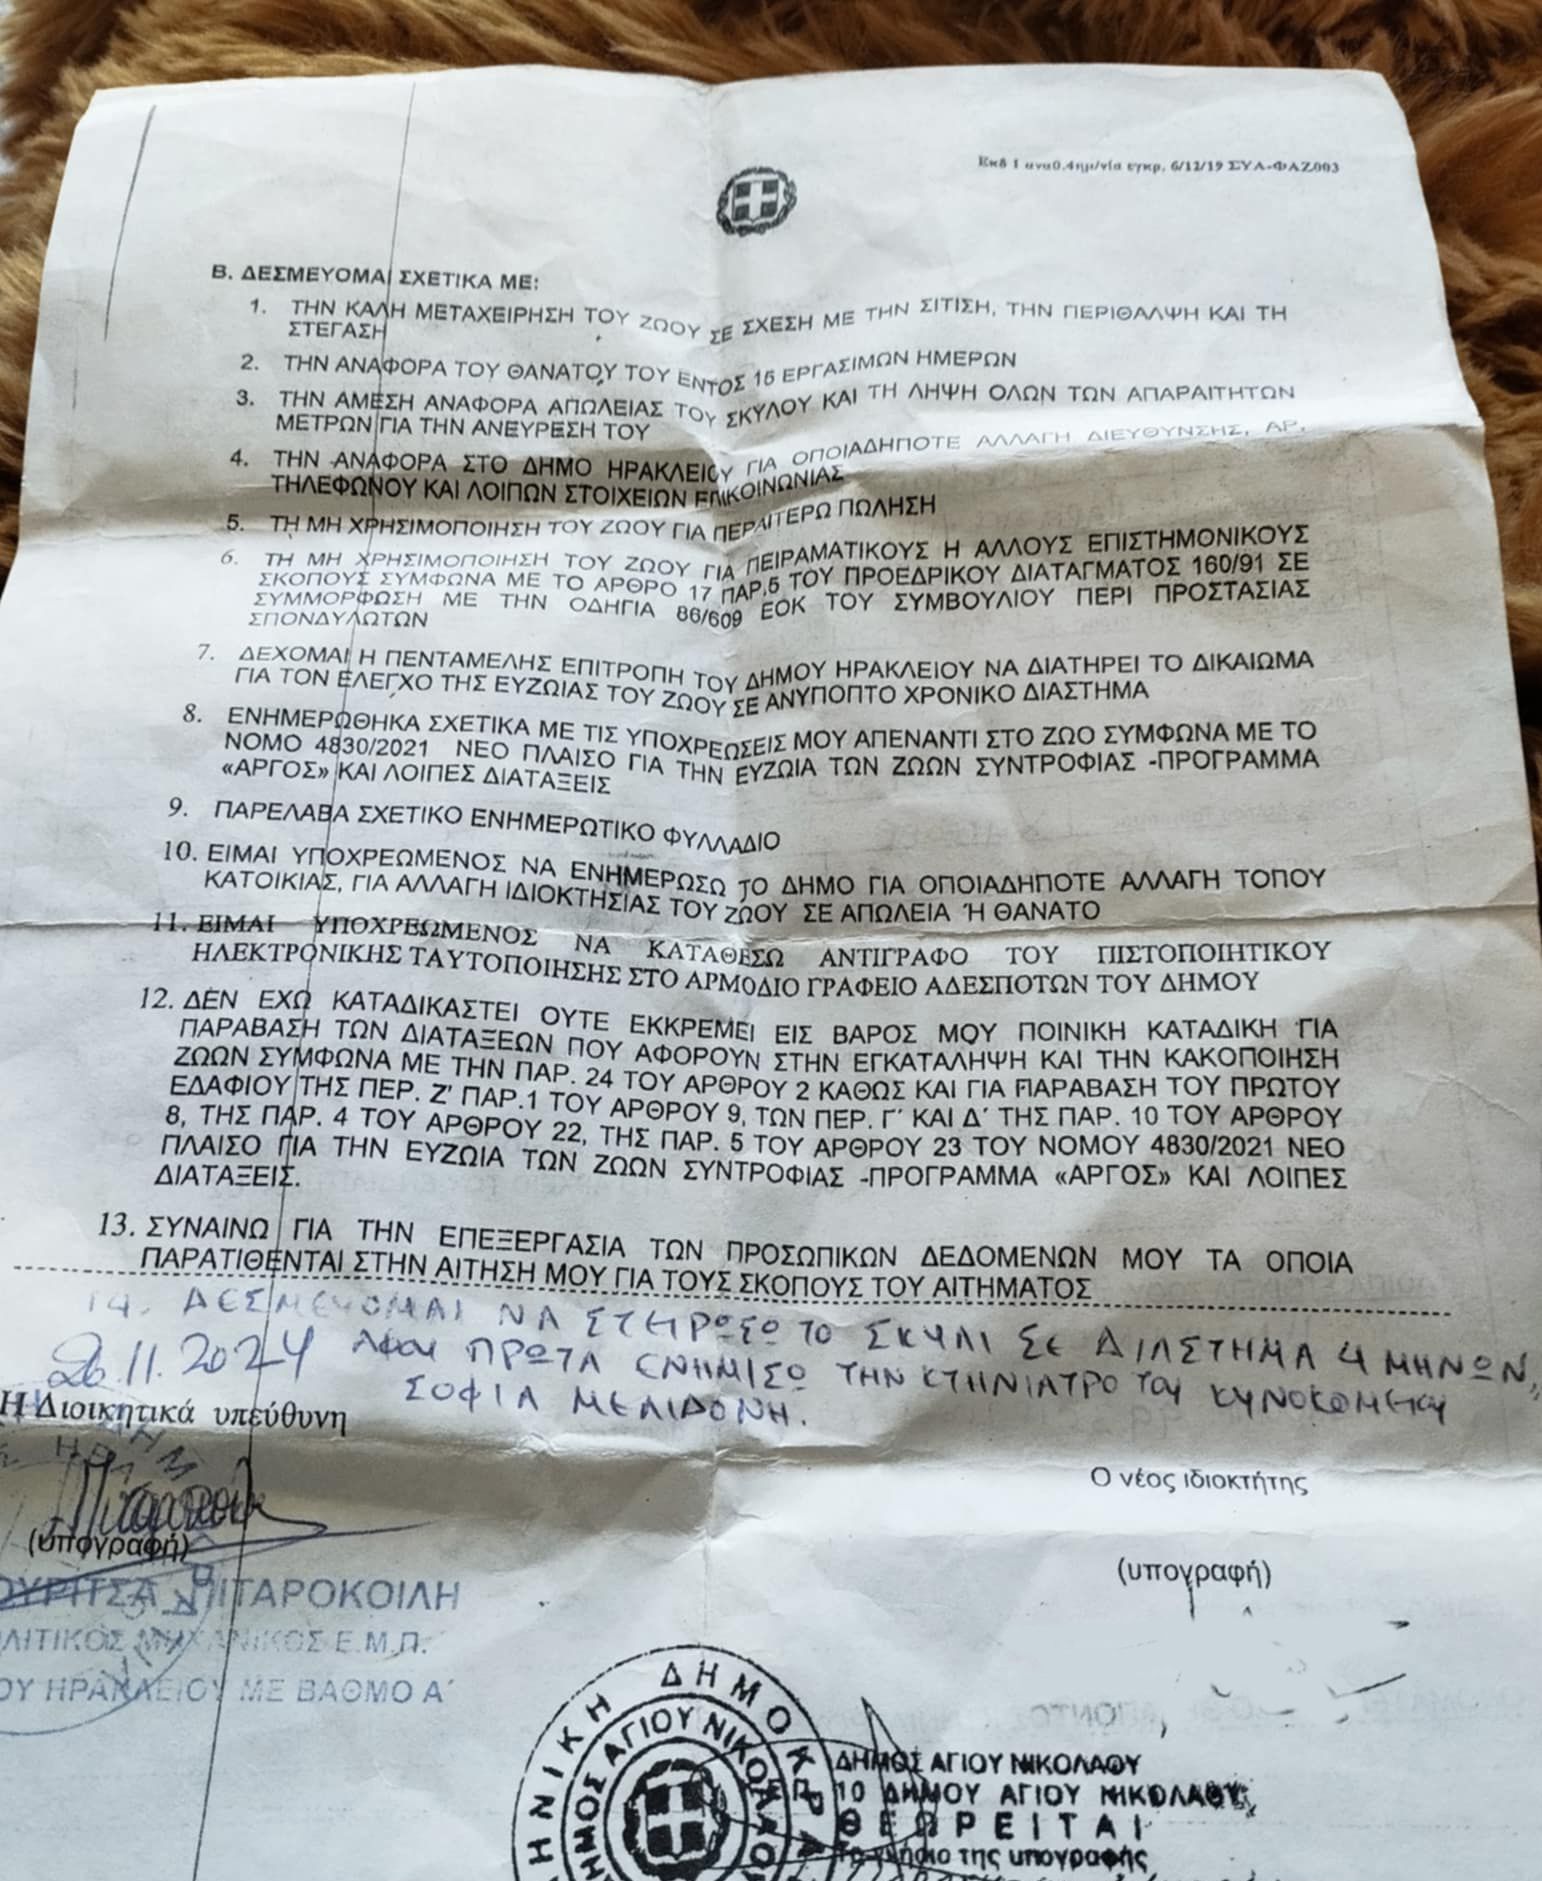 Εκδ 1 αναθ.4ημ/νία εγκρ. 6/12/19 ΣΥΑ-ΦΑΖ003
Β. ΔΕΣΜΕΥΟΜΑΙ ΣΧΕΤΙΚΑ ΜΕ:
1. ΤΗΝ ΚΑΛΗ ΜΕΤΑΧΕΙΡΗΣΗ ΤΟΥ ΖΩΟΥ ΣΕ ΣΧΕΣΗ ΜΕ ΤΗΝ ΣΙΤΙΣΗ, ΤΗΝ ΠΕΡΙΘΑΛΨΗ ΚΑΙ ΤΗ
ΣΤΕΓΑΣΗ
2. ΤΗΝ ΑΝΑΦΟΡΑ ΤΟΥ ΘΑΝΑΤΟΥ ΤΟΥ ΕΝΤΟΣ 15 ΕΡΓΑΣΙΜΩΝ ΗΜΕΡΩΝ
3. ΤΗΝ ΑΜΕΣΗ ΑΝΑΦΟΡΑ ΑΠΩΛΕΙΑΣ ΤΟΥ ΣΚΥΛΟΥ ΚΑΙ ΤΗ ΛΗΨΗ ΟΛΩΝ ΤΩΝ ΑΠΑΡΑΙΤΗΤΩΝ
ΜΕΤΡΩΝ ΓΙΑ ΤΗΝ ΑΝΕΥΡΕΣΗ ΤΟΥ
4. ΤΗΝ ΑΝΑΦΟΡΑ ΣΤΟ ΔΗΜΟ ΗΡΑΚΛΕΙΟΥ ΓΙΑ ΟΠΟΙΑΔΗΠΟΤΕ ΑΛΛΑΓΗ ΔΙΕΥΘΥΝΣΗΣ, ΑΡ.
ΤΗΛΕΦΩΝΟΥ ΚΑΙ ΛΟΙΠΩΝ ΣΤΟΙΧΕΙΩΝ ΕΠΙΚΟΙΝΩΝΙΑΣ
5. ΤΗ ΜΗ ΧΡΗΣΙΜΟΠΟΙΗΣΗ ΤΟΥ ΖΩΟΥ ΓΙΑ ΠΕΡΑΙΤΕΡΩ ΠΩΛΗΣΗ
6. ΤΗ ΜΗ ΧΡΗΣΙΜΟΠΟΙΗΣΗ ΤΟΥ ΖΩΟΥ ΓΙΑ ΠΕΙΡΑΜΑΤΙΚΟΥΣ Η ΑΛΛΟΥΣ ΕΠΙΣΤΗΜΟΝΙΚΟΥΣ
ΣΚΟΠΟΥΣ ΣΥΜΦΩΝΑ ΜΕ ΤΟ ΑΡΘΡΟ 17 ΠΑΡ.5 ΤΟΥ ΠΡΟΕΔΡΙΚΟΥ ΔΙΑΤΑΓΜΑΤΟΣ 160/91 ΣΕ
ΣΥΜΜΟΡΦΩΣΗ ΜΕ ΤΗΝ ΟΔΗΓΙΑ 86/609 ΕΟΚ ΤΟΥ ΣΥΜΒΟΥΛΙΟΥ ΠΕΡΙ ΠΡΟΣΤΑΣΙΑΣ
ΣΠΟΝΔΥΛΩΤΩΝ
7. ΔΕΧΟΜΑΙ Η ΠΕΝΤΑΜΕΛΗΣ ΕΠΙΤΡΟΠΗ ΤΟΥ ΔΗΜΟΥ ΗΡΑΚΛΕΙΟΥ ΝΑ ΔΙΑΤΗΡΕΙ ΤΟ ΔΙΚΑΙΩΜΑ
ΓΙΑ ΤΟΝ ΕΛΕΓΧΟ ΤΗΣ ΕΥΖΩΙΑΣ ΤΟΥ ΖΩΟΥ ΣΕ ΑΝΥΠΟΠΤΟ ΧΡΟΝΙΚΟ ΔΙΑΣΤΗΜΑ
8. ΕΝΗΜΕΡΩΘΗΚΑ ΣΧΕΤΙΚΑ ΜΕ ΤΙΣ ΥΠΟΧΡΕΩΣΕΙΣ ΜΟΥ ΑΠΕΝΑΝΤΙ ΣΤΟ ΖΩΟ ΣΥΜΦΩΝΑ ΜΕ ΤΟ
ΝΟΜΟ 4830/2021 ΝΕΟ ΠΛΑΙΣΟ ΓΙΑ ΤΗΝ ΕΥΖΩΙΑ ΤΩΝ ΖΩΩΝ ΣΥΝΤΡΟΦΙΑΣ -ΠΡΟΓΡΑΜΜΑ
«ΑΡΓΟΣ» ΚΑΙ ΛΟΙΠΕΣ ΔΙΑΤΑΞΕΙΣ
9. ΠΑΡΕΛΑΒΑ ΣΧΕΤΙΚΟ ΕΝΗΜΕΡΩΤΙΚΟ ΦΥΛΛΑΔΙΟ
10. ΕΙΜΑΙ ΥΠΟΧΡΕΩΜΕΝΟΣ ΝΑ ΕΝΗΜΕΡΩΣΩ ΤΟ ΔΗΜΟ ΓΙΑ ΟΠΟΙΑΔΗΠΟΤΕ ΑΛΛΑΓΗ ΤΟΠΟΥ
ΚΑΤΟΙΚΙΑΣ, ΓΙΑ ΑΛΛΑΓΗ ΙΔΙΟΚΤΗΣΙΑΣ ΤΟΥ ΖΩΟΥ ΣΕ ΑΠΩΛΕΙΑ Ή ΘΑΝΑΤΟ
11. ΕΙΜΑΙ ΥΠΟΧΡΕΩΜΕΝΟΣ ΝΑ ΚΑΤΑΘΕΣΩ ΑΝΤΙΓΡΑΦΟ ΤΟΥ ΠΙΣΤΟΠΟΙΗΤΙΚΟΥ
ΗΛΕΚΤΡΟΝΙΚΗΣ ΤΑΥΤΟΠΟΙΗΣΗΣ ΣΤΟ ΑΡΜΟΔΙΟ ΓΡΑΦΕΙΟ ΑΔΕΣΠΟΤΩΝ ΤΟΥ ΔΗΜΟΥ
12. ΔΕΝ ΕΧΩ ΚΑΤΑΔΙΚΑΣΤΕΙ ΟΥΤΕ ΕΚΚΡΕΜΕΙ ΕΙΣ ΒΑΡΟΣ ΜΟΥ ΠΟΙΝΙΚΗ ΚΑΤΑΔΙΚΗ ΓΙΑ
ΠΑΡΑΒΑΣΗ ΤΩΝ ΔΙΑΤΑΞΕΩΝ ΠΟΥ ΑΦΟΡΟΥΝ ΣΤΗΝ ΕΓΚΑΤΑΛΗΨΗ ΚΑΙ ΤΗΝ ΚΑΚΟΠΟΙΗΣΗ
ΖΩΩΝ ΣΥΜΦΩΝΑ ΜΕ ΤΗΝ ΠΑΡ. 24 ΤΟΥ ΑΡΘΡΟΥ 2 ΚΑΘΩΣ ΚΑΙ ΓΙΑ ΠΑΡΑΒΑΣΗ ΤΟΥ ΠΡΩΤΟΥ
ΕΔΑΦΙΟΥ ΤΗΣ ΠΕΡ. Ζ' ΠΑΡ.1 ΤΟΥ ΑΡΘΡΟΥ 9, ΤΩΝ ΠΕΡ. Γ΄ ΚΑΙ Δ΄ ΤΗΣ ΠΑΡ. 10 ΤΟΥ ΑΡΘΡΟΥ
8, ΤΗΣ ΠΑΡ. 4 ΤΟΥ ΑΡΘΡΟΥ 22, ΤΗΣ ΠΑΡ. 5 ΤΟΥ ΑΡΘΡΟΥ 23 ΤΟΥ ΝΟΜΟΥ 4830/2021 ΝΕΟ
ΠΛΑΙΣΟ ΓΙΑ ΤΗΝ ΕΥΖΩΙΑ ΤΩΝ ΖΩΩΝ ΣΥΝΤΡΟΦΙΑΣ -ΠΡΟΓΡΑΜΜΑ «ΑΡΓΟΣ» ΚΑΙ ΛΟΙΠΕΣ
ΔΙΑΤΑΞΕΙΣ.
13. ΣΥΝΑΙΝΩ ΓΙΑ ΤΗΝ ΕΠΕΞΕΡΓΑΣΙΑ ΤΩΝ ΠΡΟΣΩΠΙΚΩΝ ΔΕΔΟΜΕΝΩΝ ΜΟΥ ΤΑ ΟΠΟΙΑ
ΠΑΡΑΤΙΘΕΝΤΑΙ ΣΤΗΝ ΑΙΤΗΣΗ ΜΟΥ ΓΙΑ ΤΟΥΣ ΣΚΟΠΟΥΣ ΤΟΥ ΑΙΤΗΜΑΤΟΣ
14. ΔΕΣΜΕΥΟΜΑΙ ΝΑ ΣΤΕΙΡΩΣΩ ΤΟ ΣΚΥΛΙ ΣΕ ΔΙΑΣΤΗΜΑ 4 ΜΗΝΩΝ,
26.11.2024 Αφου ΠΡΩΤΑ ΕΝΗΜΙΣΩ ΤΗΝ ΚΤΗΝΙΑΤΡΟ Του ΚΥΝΟΚΟΜΕΙΟΥ
ΣΟΦΙΑ ΜΕΛΙΔΟΝΗ.
Η Διοικητικά υπεύθυνη
Ο νέος ιδιοκτήτης
(υπογραφή)
(υπογραφή)
ΠΙΤΑΡΟΚΟΙΛΗ
ΛΙΤΙΚΟΣ ΜΗΧΑΝΙΚΟΣ Ε.Μ.Π.
ΟΥ ΗΡΑΚΛΕΙΟΥ ΜΕ ΒΑΘΜΟ Α΄
ΗΝΙΚΗ ΔΗΜΟΚΡΑ
ΔΗΜΟΣ ΑΓΙΟΥ ΝΙΚΟΛΑΟΥ
ΔΗΜΟΣ ΑΓΙΟΥ ΝΙΚΟΛΑΟΥ
10 ΔΗΜΟΥ ΑΓΙΟΥ ΝΙΚΟΛΑΟΥ
ΘΕΩΡΕΙΤΑΙ
Το γνήσιο της υπογραφής